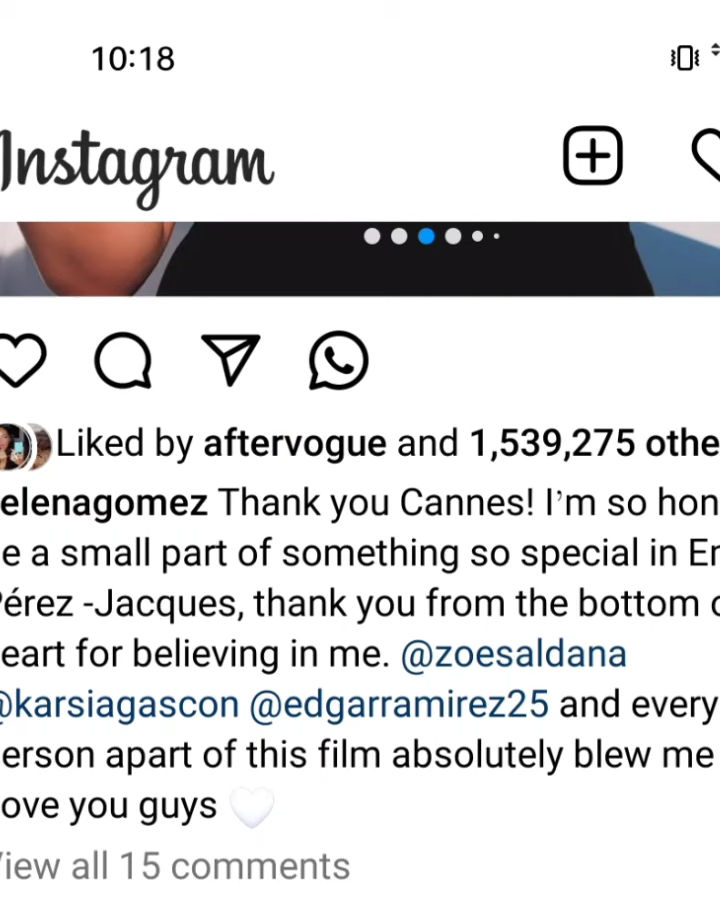 10:18
Instagram
Liked by aftervogue and 1,539,275 othe
elenagomez Thank you Cannes! I'm so hon
e a small part of something so special in Er
érez -Jacques, thank you from the bottom o
eart for believing in me. @zoesaldana
@karsiagascon @edgarramirez25 and every
erson apart of this film absolutely blew me
ove you guys 🤍
View all 15 comments